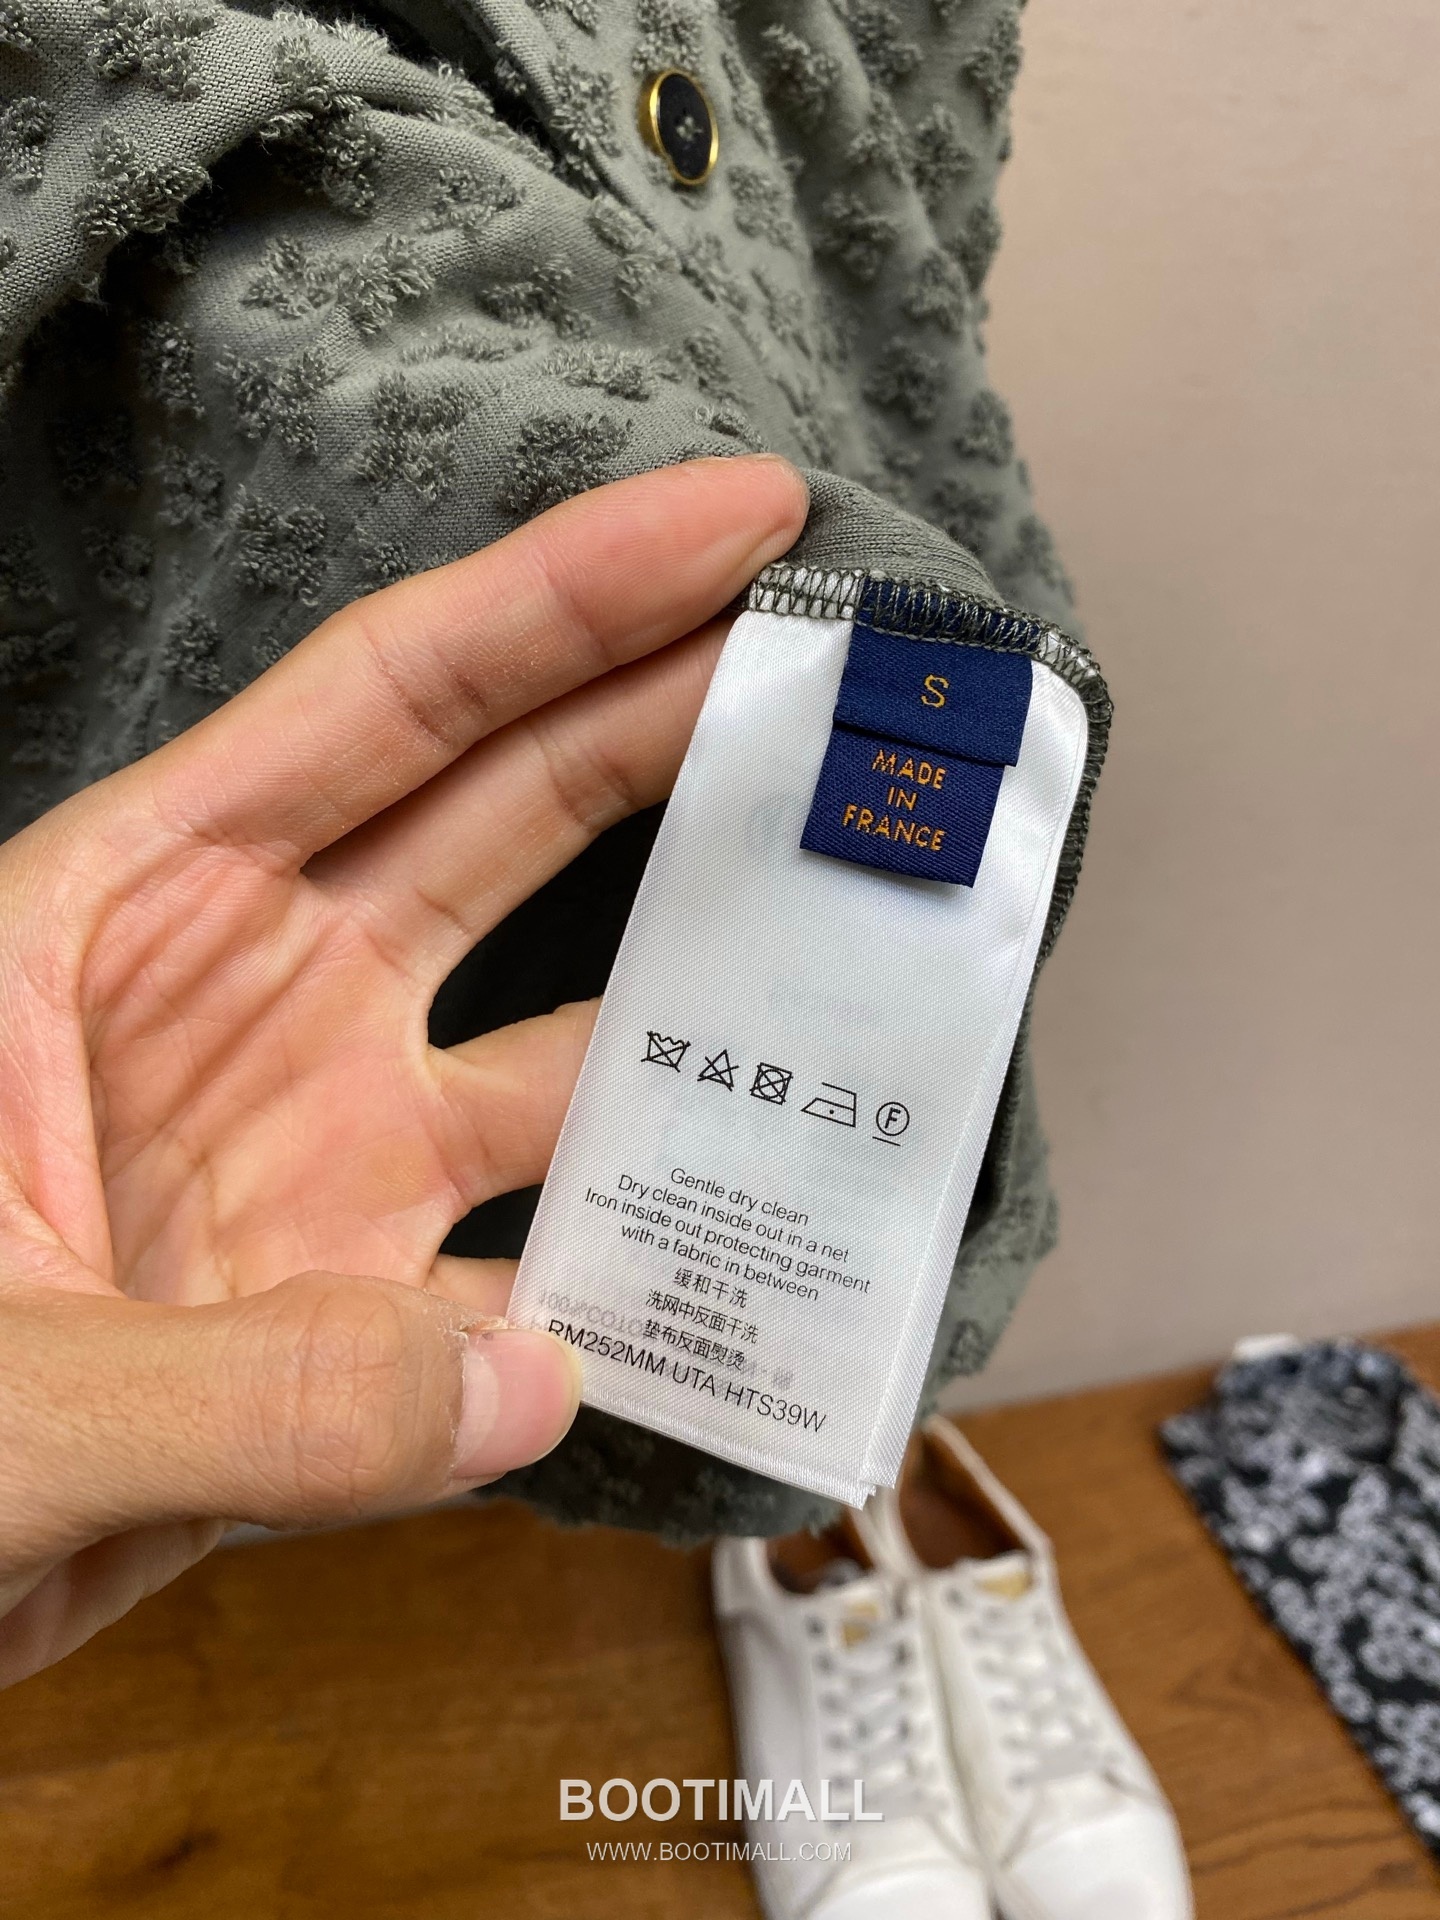 S
MADE
IN
FRANCE
F
Gentle dry clean
Dry clean inside out in a net
Iron inside out protecting garment
with a fabric in between
缓和干洗
洗网中反面干洗
垫布反面熨烫
RM252MM UTA HTS39W
BOOTIMALL
WWW.BOOTIMALL.COM